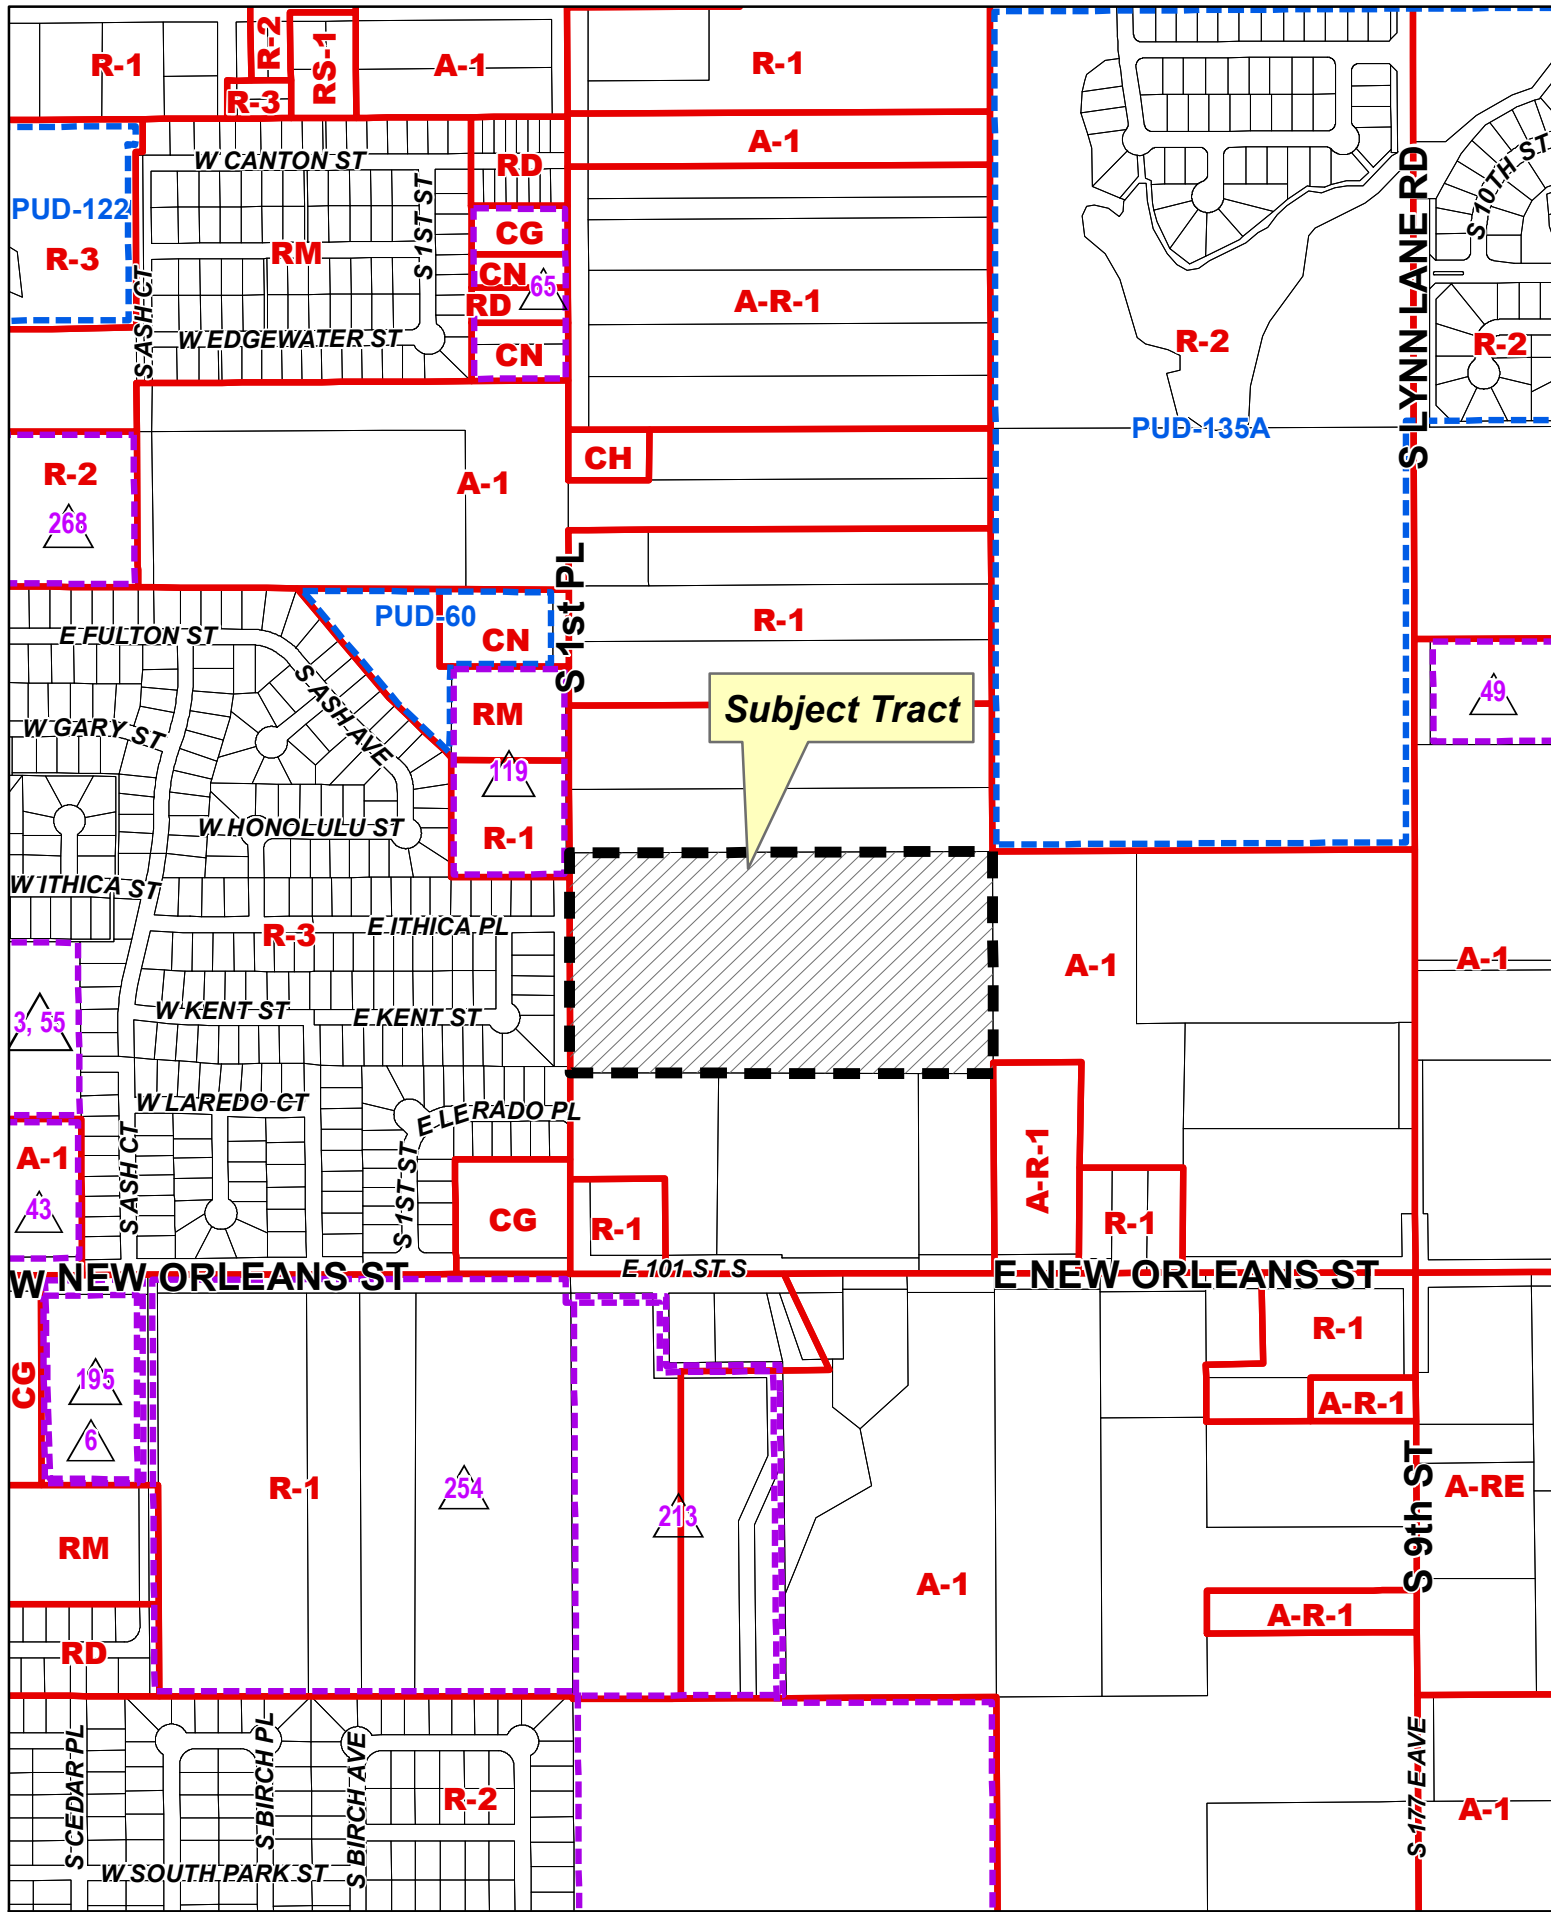 R-1
R-2
RS-1
A-1
R-1
R-3
W CANTON ST
RD
A-1
S 10TH ST
PUD-122
R-3
RM
S 1ST ST
CG
CN
65
RD
CN
A-R-1
R-2
S LYNN LANE RD
R-2
S ASH CT
W EDGEWATER ST
PUD-135A
R-2
268
A-1
CH
S 1st PL
PUD-60
CN
R-1
E FULTON ST
S ASH AVE
W GARY ST
RM
119
R-1
Subject Tract
49
W HONOLULU ST
W ITHICA ST
R-3
E ITHICA PL
A-1
A-1
3, 55
W KENT ST
E KENT ST
W LAREDO CT
E LERADO PL
A-1
43
S ASH CT
S 1ST ST
CG
R-1
A-R-1
R-1
W NEW ORLEANS ST
E 101 ST S
E NEW ORLEANS ST
CG
195
6
R-1
254
213
R-1
A-R-1
A-RE
S 9th ST
RM
A-1
A-R-1
RD
S CEDAR PL
S BIRCH PL
S BIRCH AVE
R-2
S 177 E AVE
A-1
W SOUTH PARK ST